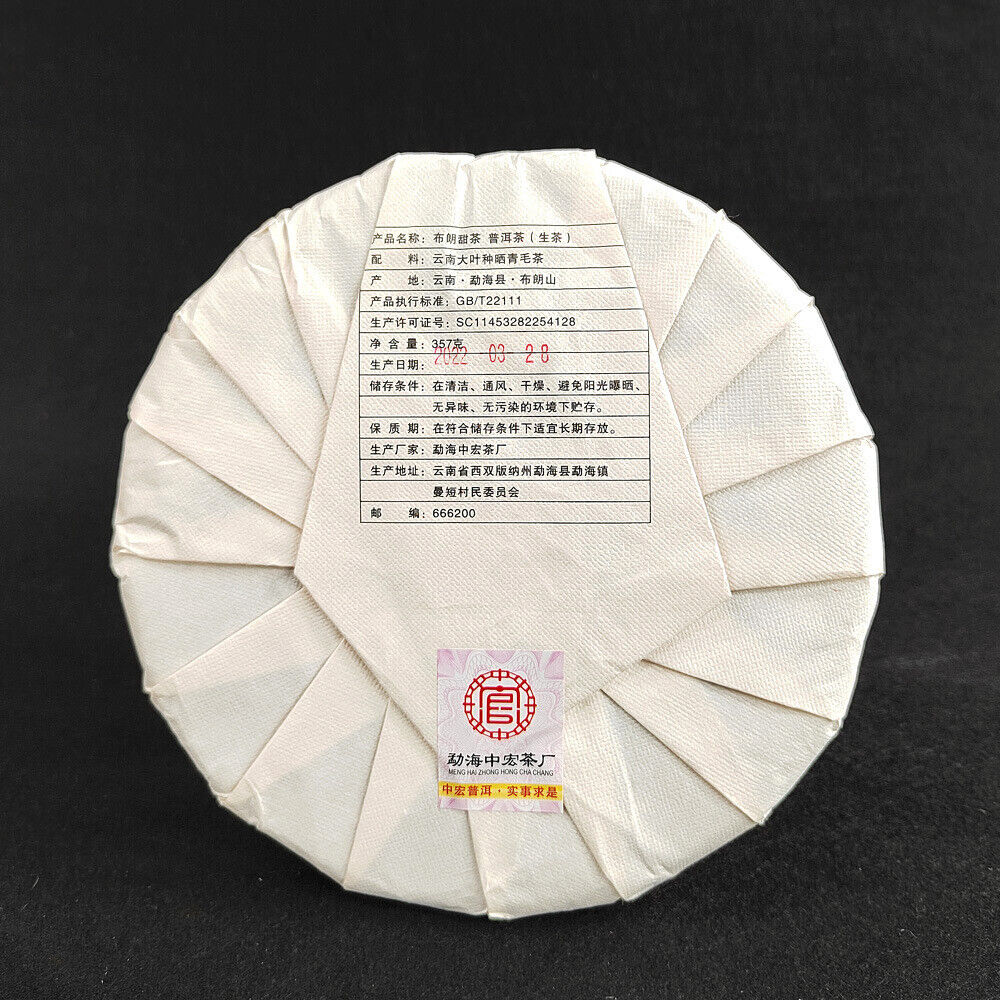 产品名称：布朗甜茶 普洱茶（生茶）
配　　料：云南大叶种晒青毛茶
产　　地：云南·勐海县·布朗山
产品执行标准：GB/T22111
生产许可证号：SC11453282254128
净 含 量：357克
生产日期：2022 -03- 28
储存条件：在清洁、通风、干燥、避免阳光曝晒、
无异味、无污染的环境下贮存。
保 质 期：在符合储存条件下适宜长期存放。
生产厂家：勐海中宏茶厂
生产地址：云南省西双版纳州勐海县勐海镇
曼短村民委员会
邮　　编：666200
中
中 官 中
中
勐海中宏茶厂
MENG HAI ZHONG HONG CHA CHANG
中宏普洱·实事求是